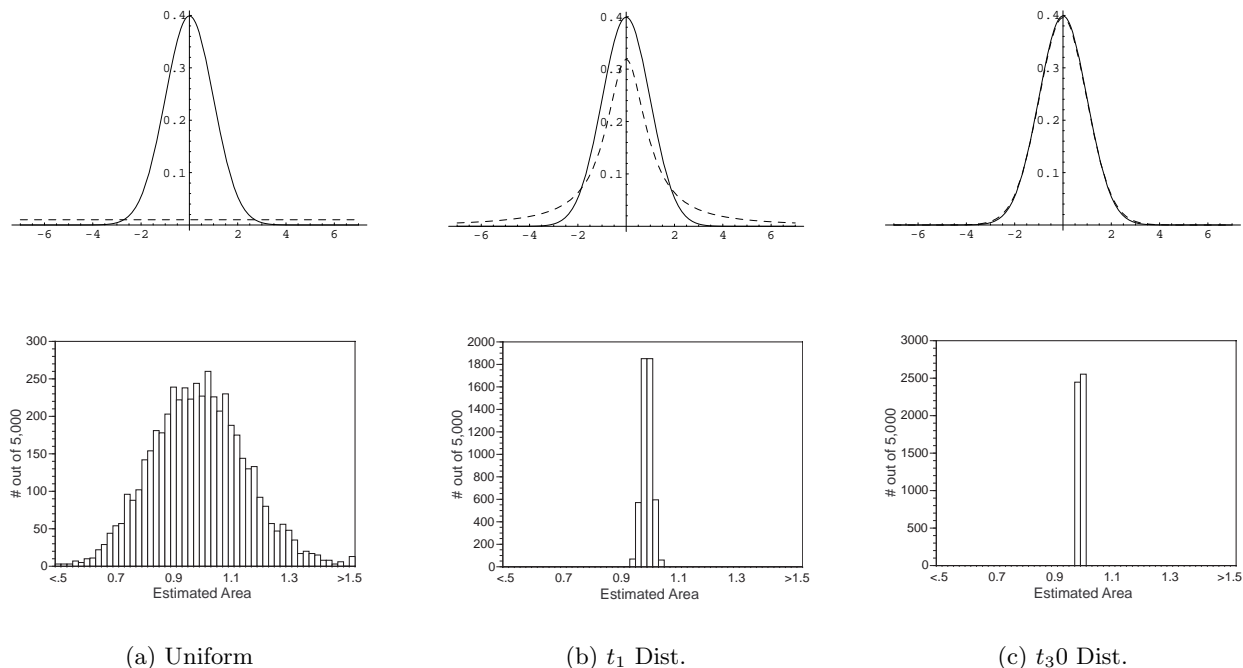 0.4
0.3
0.2
0.1
-6 -4 -2 2 4 6
0.4
0.3
0.2
0.1
-6 -4 -2 2 4 6
0.4
0.3
0.2
0.1
-6 -4 -2 2 4 6
300
250
200
150
100
50
0
# out of 5,000
<.5 0.7 0.9 1.1 1.3 >1.5
Estimated Area
2000
1800
1600
1400
1200
1000
800
600
400
200
0
# out of 5,000
<.5 0.7 0.9 1.1 1.3 >1.5
Estimated Area
3000
2500
2000
1500
1000
500
0
# out of 5,000
<.5 0.7 0.9 1.1 1.3 >1.5
Estimated Area
(a) Uniform
(b) t₁ Dist.
(c) t₃0 Dist.